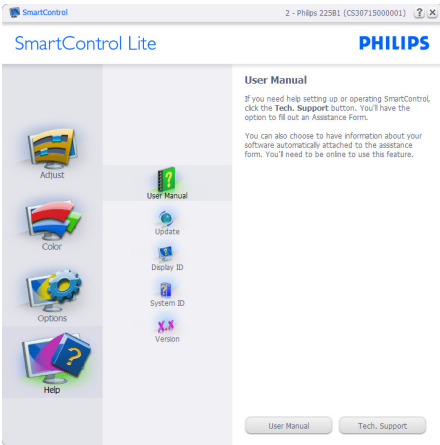 SmartControl
2 - Philips 225B1 (CS30715000001)
? X
SmartControl Lite
PHILIPS
Adjust
Color
Options
Help
User Manual
Update
Display ID
System ID
X.X
Version
User Manual
If you need help setting up or operating SmartControl,
click the Tech. Support button. You'll have the
option to fill out an Assistance Form.
You can also choose to have information about your
software automatically attached to the assistance
form. You'll need to be online to use this feature.
User Manual
Tech. Support